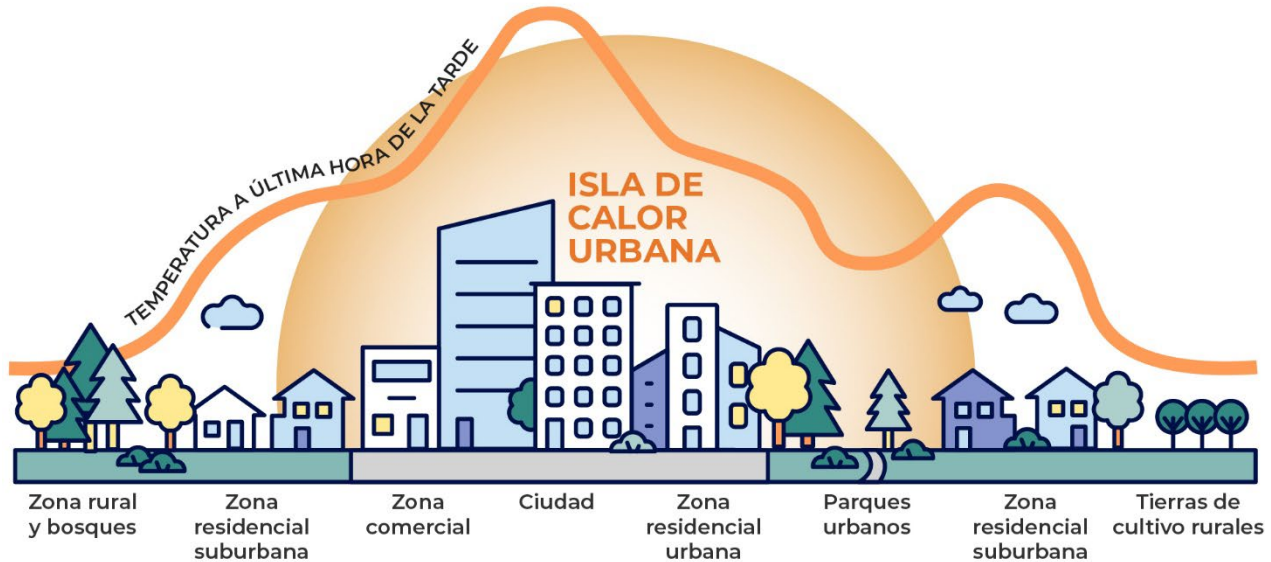 TEMPERATURA A ÚLTIMA HORA DE LA TARDE
ISLA DE
CALOR
URBANA
Zona rural
y bosques
Zona
residencial
suburbana
Zona
comercial
Ciudad
Zona
residencial
urbana
Parques
urbanos
Zona
residencial
suburbana
Tierras de
cultivo rurales